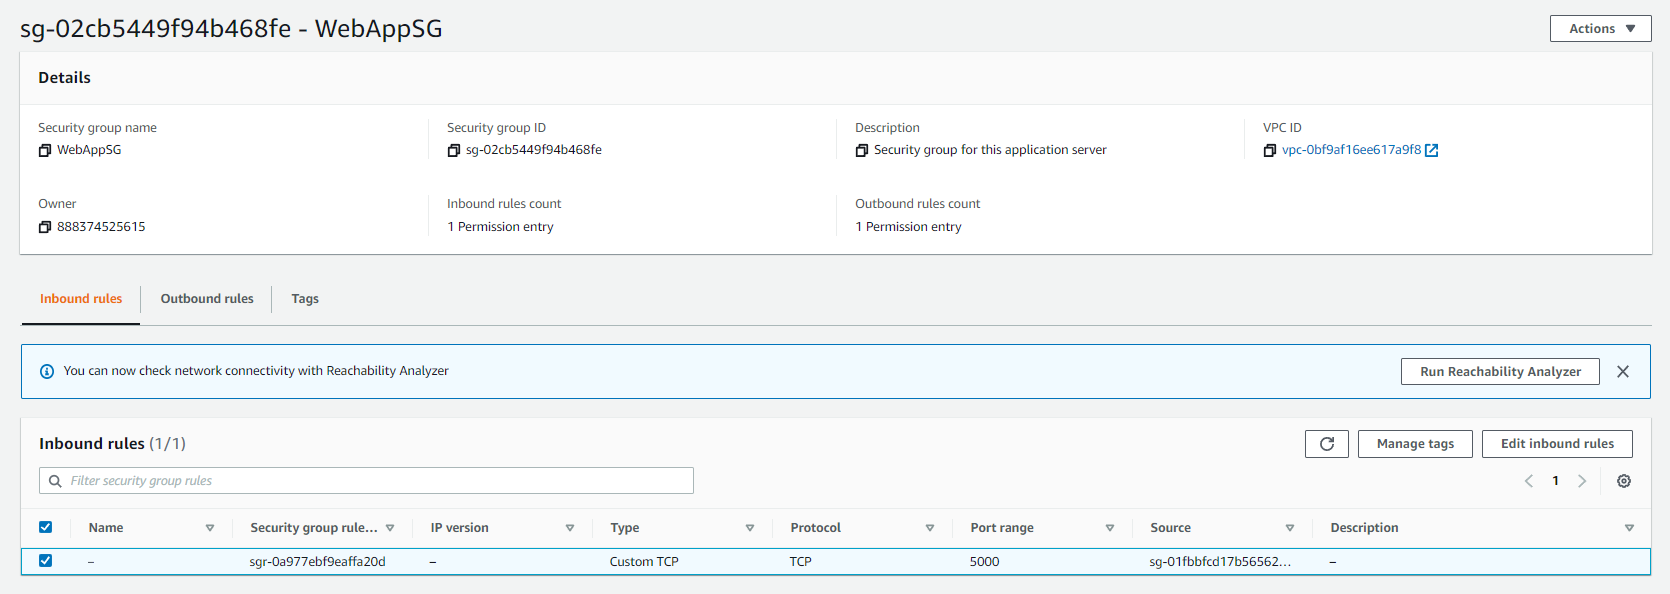 sg-02cb5449f94b468fe - WebAppSG
Actions
Details
Security group name
Security group ID
Description
VPC ID
WebAppSG
sg-02cb5449f94b468fe
Security group for this application server
vpc-0bf9af16ee617a9f8
Owner
Inbound rules count
Outbound rules count
888374525615
1 Permission entry
1 Permission entry
Inbound rules
Outbound rules
Tags
You can now check network connectivity with Reachability Analyzer
Run Reachability Analyzer
Inbound rules (1/1)
Manage tags
Edit inbound rules
Filter security group rules
1
Name
Security group rule...
IP version
Type
Protocol
Port range
Source
Description
–
sgr-0a977ebf9eaffa20d
–
Custom TCP
TCP
5000
sg-01fbbfcd17b56562...
–